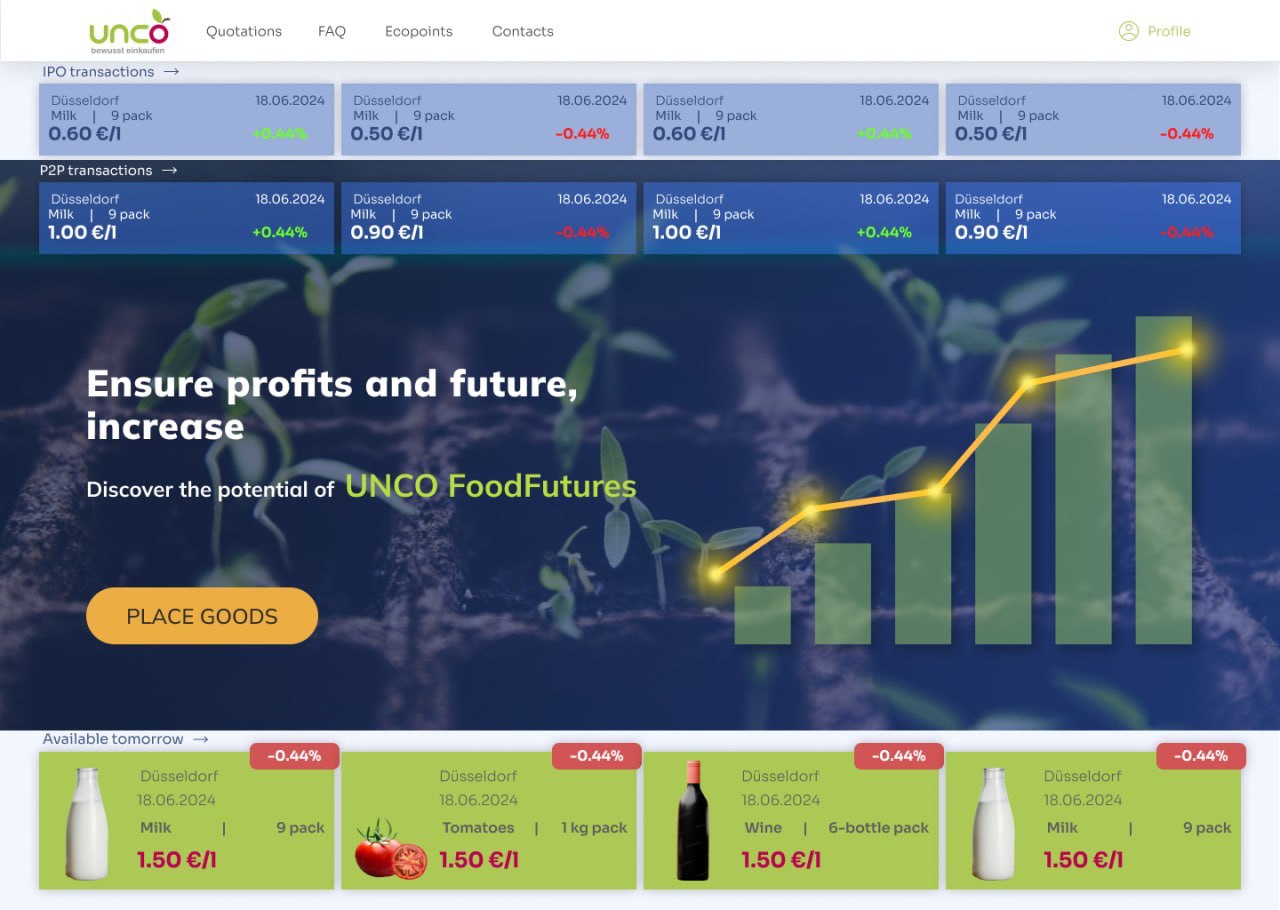 unco
bewusst einkaufen
Quotations
FAQ
Ecopoints
Contacts
Profile
IPO transactions →
Düsseldorf 18.06.2024
Milk | 9 pack
0.60 €/l +0.44%
Düsseldorf 18.06.2024
Milk | 9 pack
0.50 €/l -0.44%
Düsseldorf 18.06.2024
Milk | 9 pack
0.60 €/l +0.44%
Düsseldorf 18.06.2024
Milk | 9 pack
0.50 €/l -0.44%
P2P transactions →
Düsseldorf 18.06.2024
Milk | 9 pack
1.00 €/l +0.44%
Düsseldorf 18.06.2024
Milk | 9 pack
0.90 €/l -0.44%
Düsseldorf 18.06.2024
Milk | 9 pack
1.00 €/l +0.44%
Düsseldorf 18.06.2024
Milk | 9 pack
0.90 €/l -0.44%
Ensure profits and future,
increase
Discover the potential of UNCO FoodFutures
PLACE GOODS
Available tomorrow →
-0.44%
Düsseldorf
18.06.2024
Milk | 9 pack
1.50 €/l
-0.44%
Düsseldorf
18.06.2024
Tomatoes | 1 kg pack
1.50 €/l
-0.44%
Düsseldorf
18.06.2024
Wine | 6-bottle pack
1.50 €/l
-0.44%
Düsseldorf
18.06.2024
Milk | 9 pack
1.50 €/l